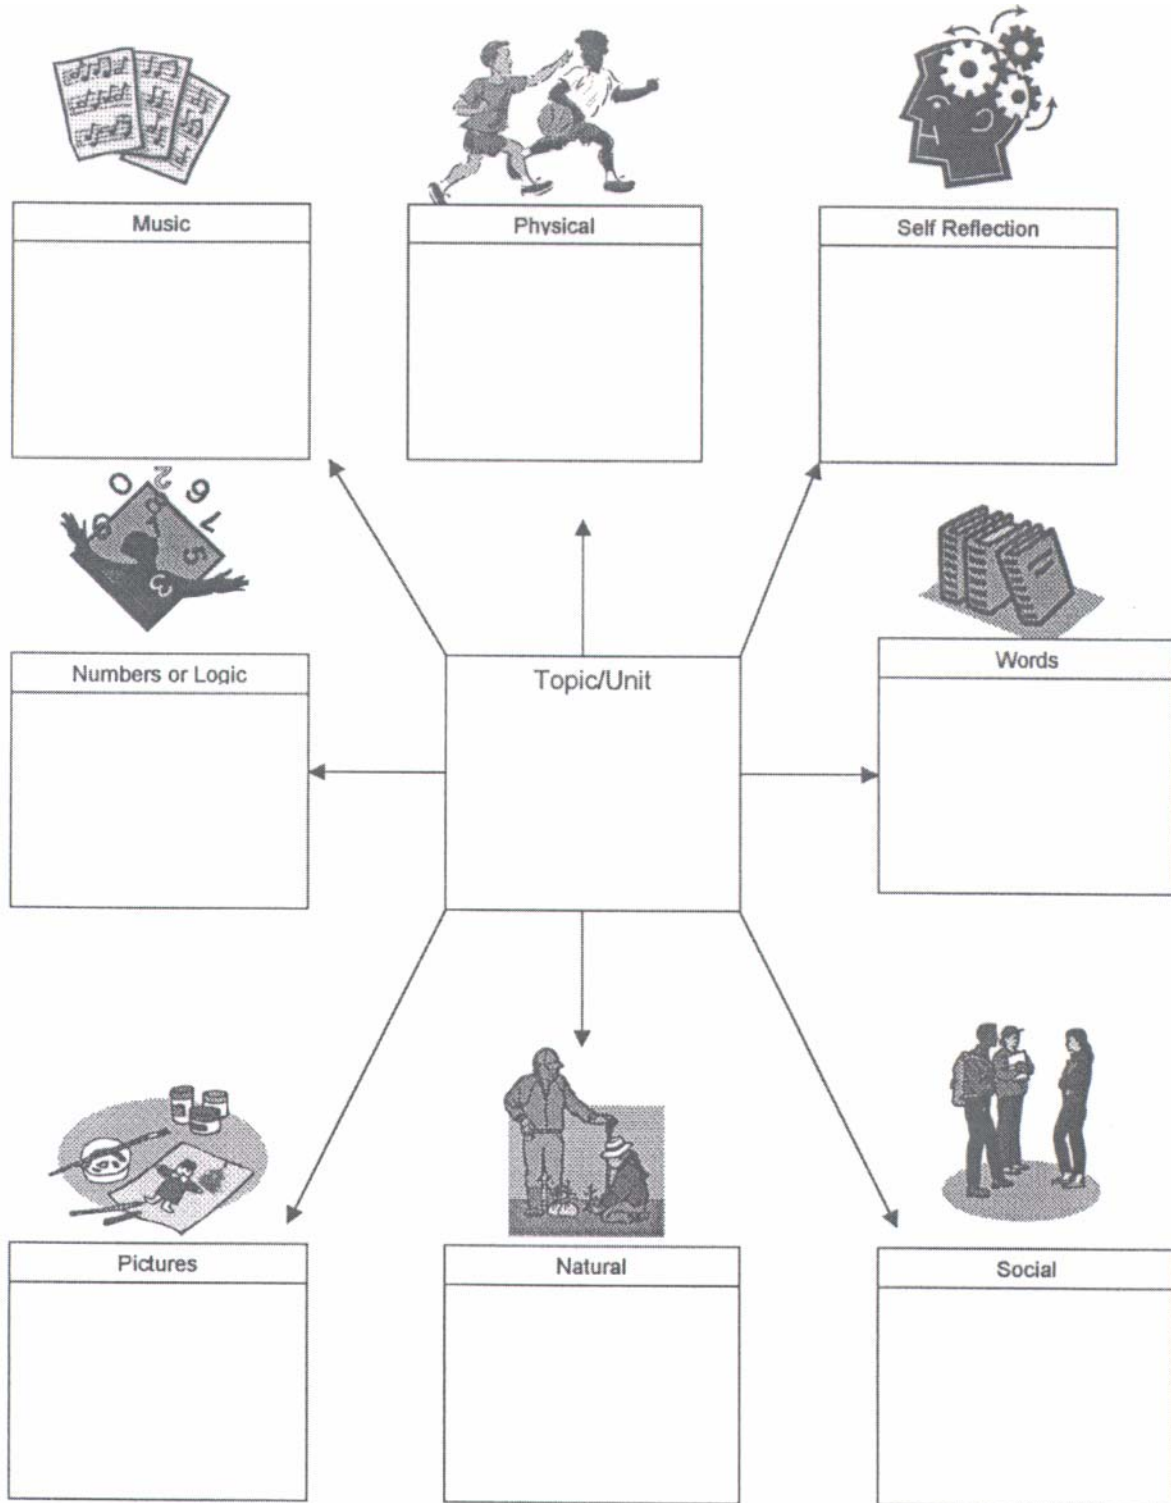 Music
Physical
Self Reflection
Numbers or Logic
Topic/Unit
Words
Pictures
Natural
Social